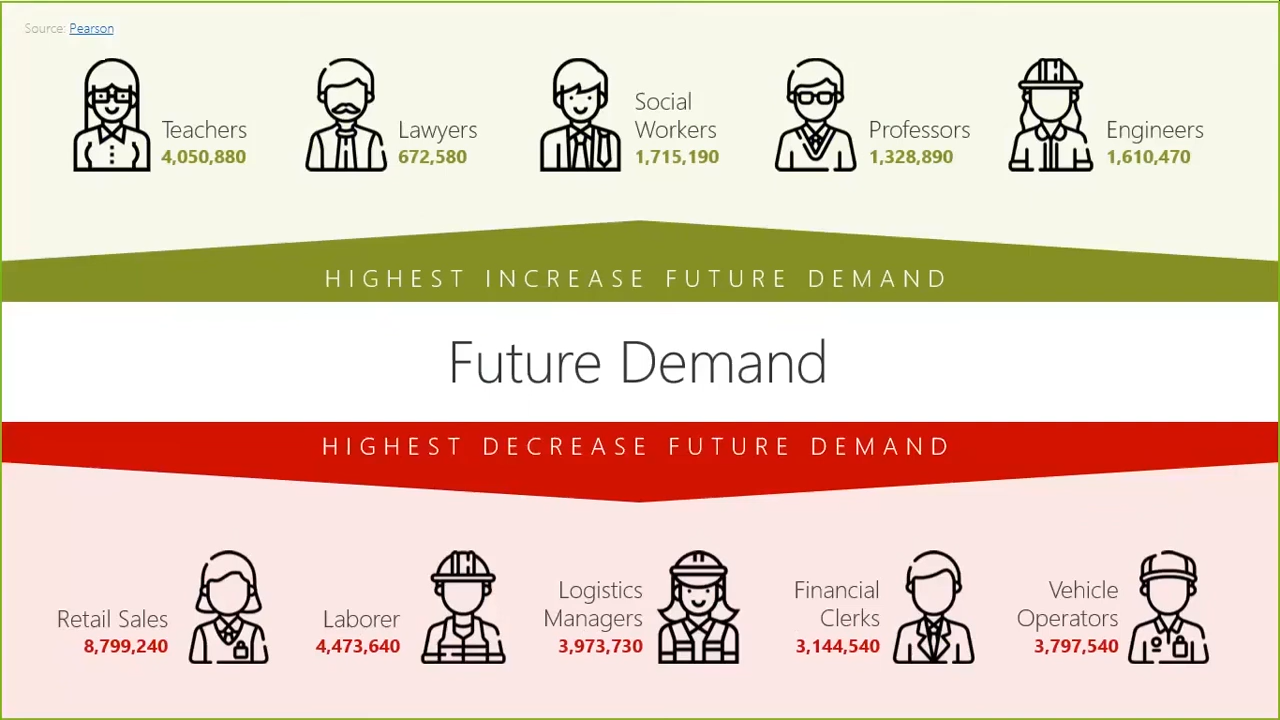 Source: Pearson
Teachers
4,050,880
Lawyers
672,580
Social
Workers
1,715,190
Professors
1,328,890
Engineers
1,610,470
HIGHEST INCREASE FUTURE DEMAND
Future Demand
HIGHEST DECREASE FUTURE DEMAND
Retail Sales
8,799,240
Laborer
4,473,640
Logistics
Managers
3,973,730
Financial
Clerks
3,144,540
Vehicle
Operators
3,797,540